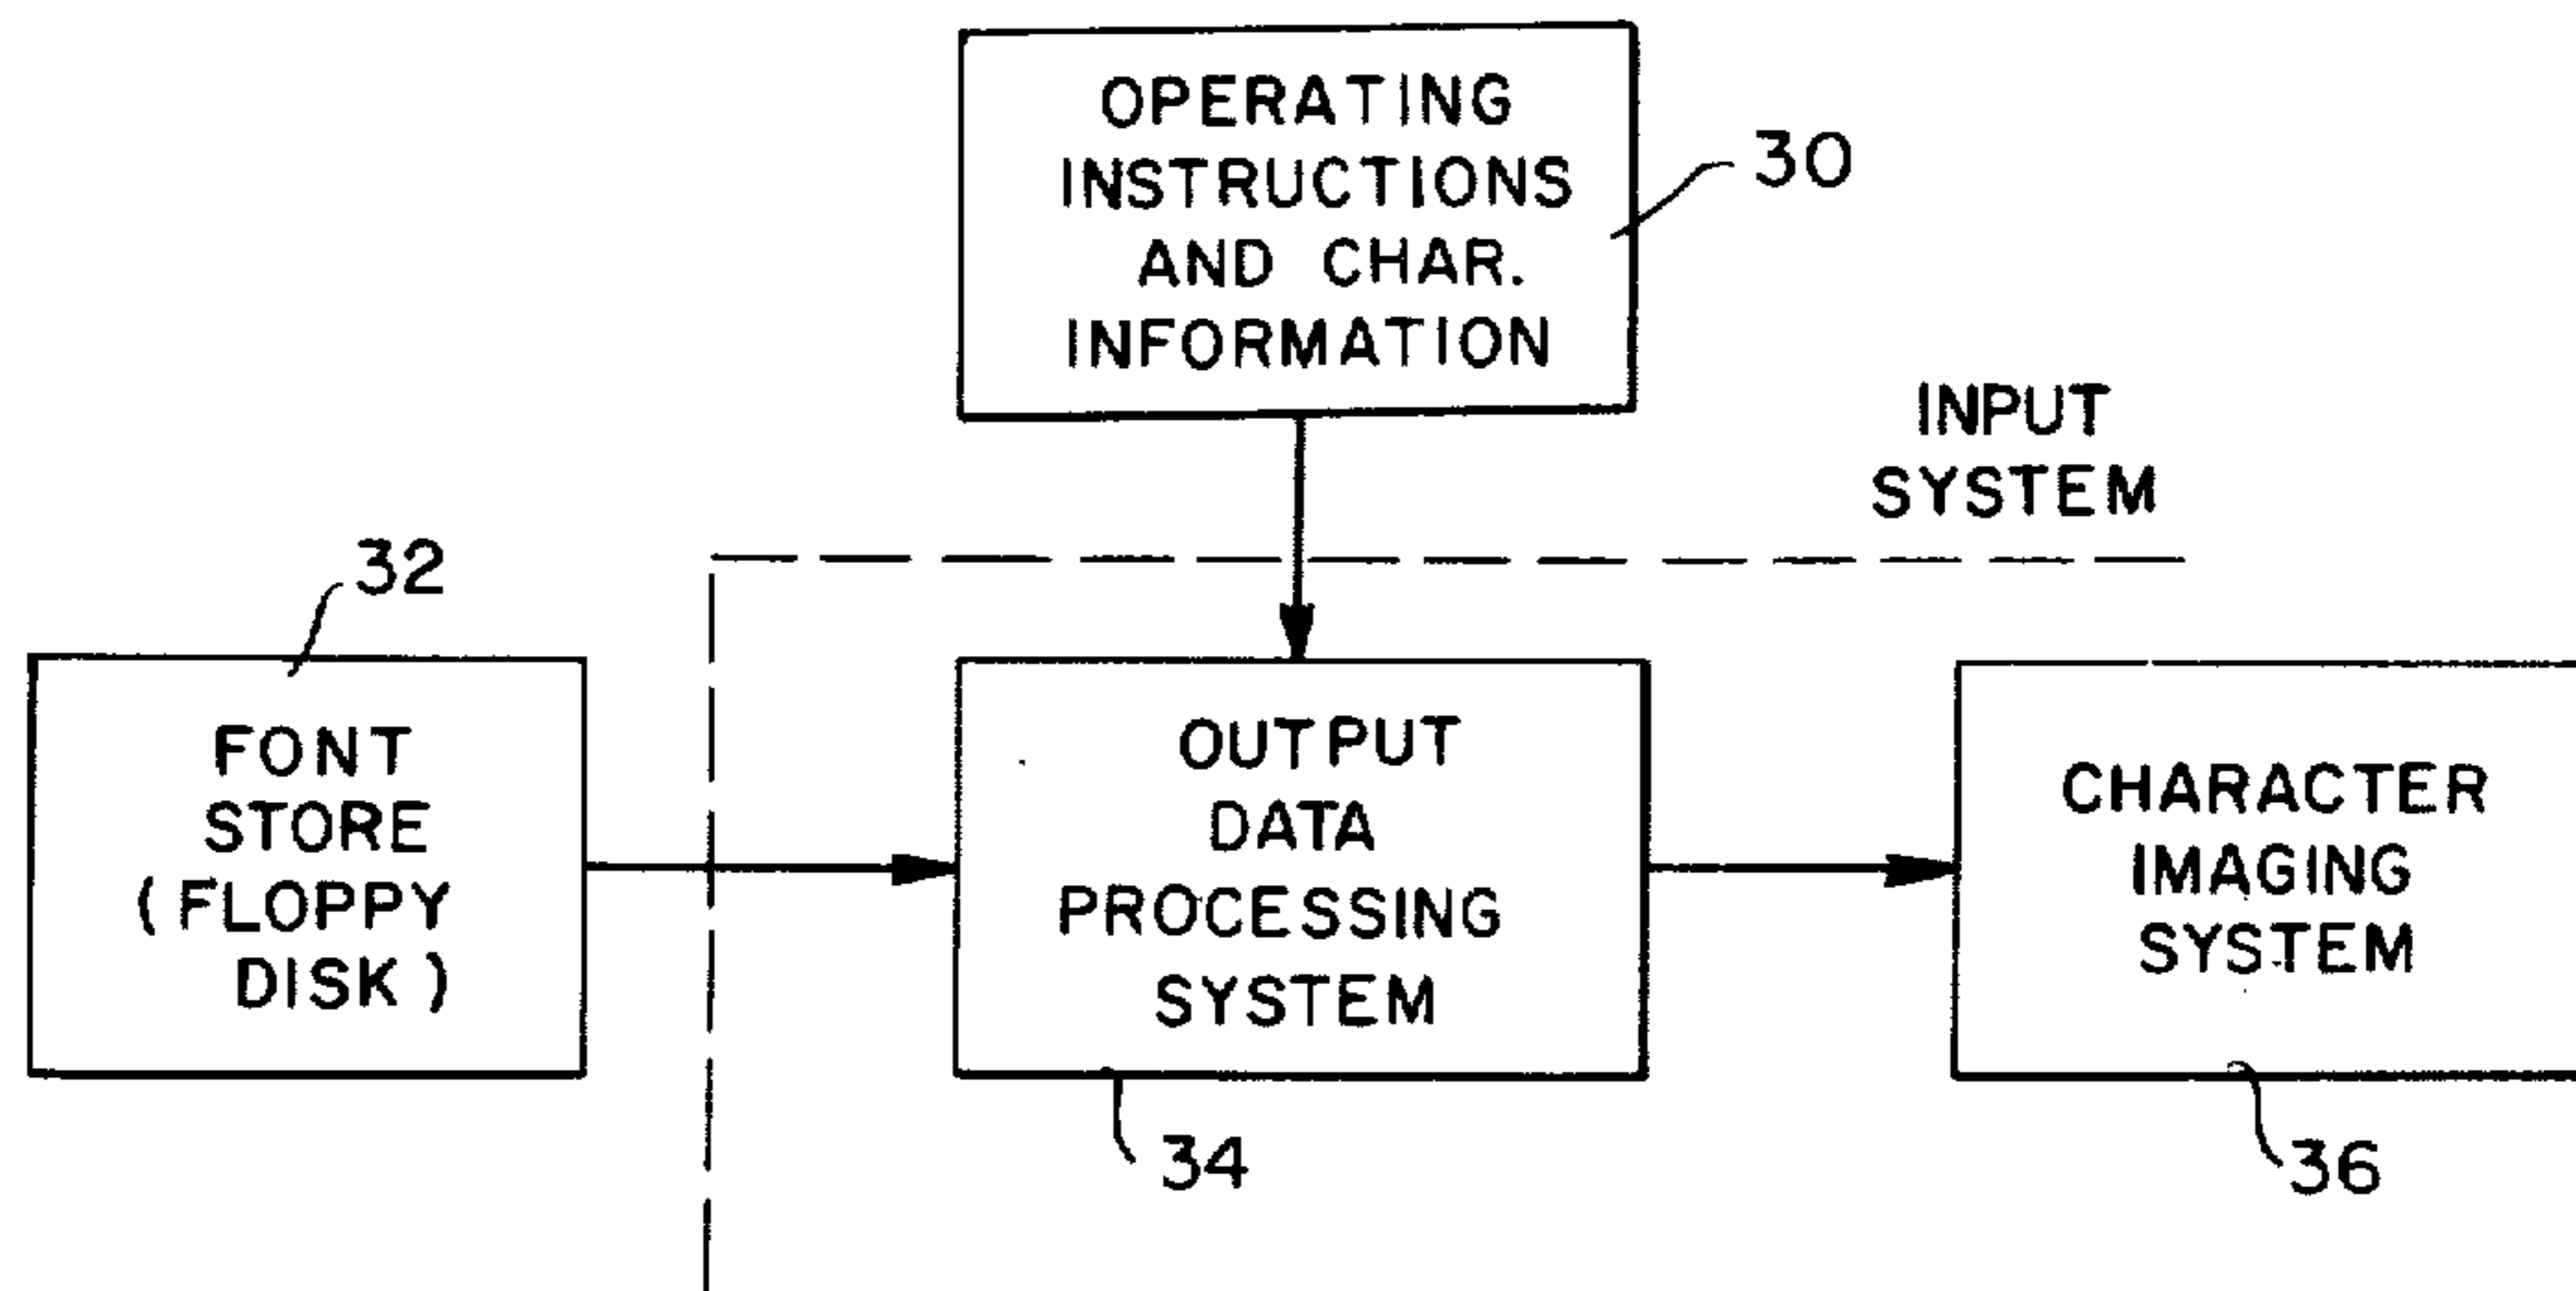 OPERATING
INSTRUCTIONS
AND CHAR.
INFORMATION
30
INPUT
SYSTEM
32
FONT
STORE
(FLOPPY
DISK)
OUTPUT
DATA
PROCESSING
SYSTEM
34
CHARACTER
IMAGING
SYSTEM
36